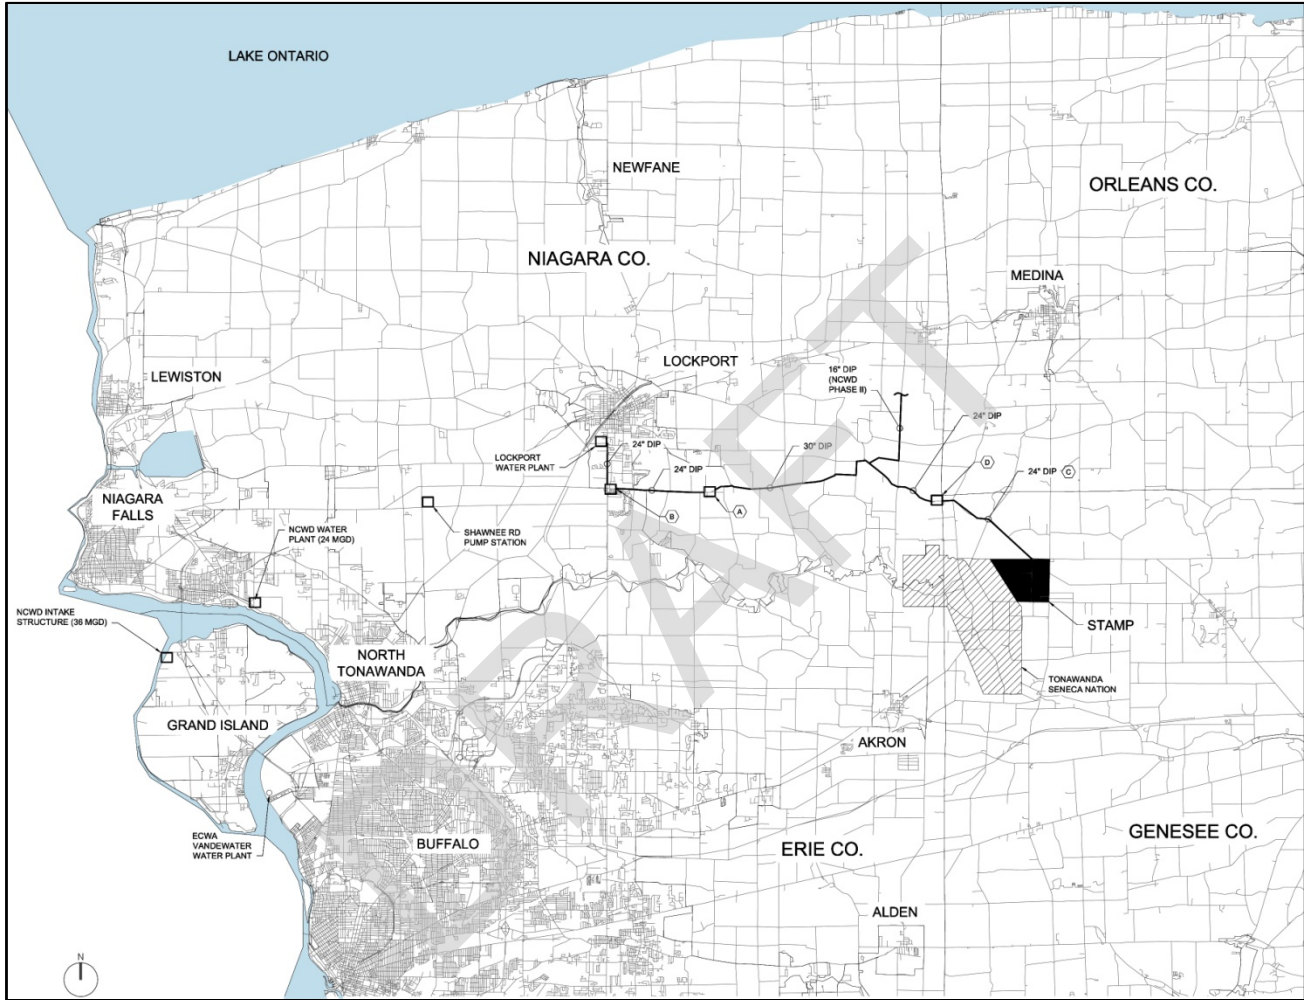 LAKE ONTARIO
NEWFANE
ORLEANS CO.
NIAGARA CO.
MEDINA
LOCKPORT
LEWISTON
16" DIP
(NCWD
PHASE II)
24" DIP
24" DIP
30" DIP
LOCKPORT
WATER PLANT
24" DIP
D
24" DIP
C
NIAGARA
FALLS
B
A
NCWD WATER
PLANT (24 MGD)
SHAWNEE RD
PUMP STATION
NCWD INTAKE
STRUCTURE (36 MGD)
STAMP
NORTH
TONAWANDA
TONAWANDA
SENECA NATION
GRAND ISLAND
AKRON
ECWA
VANDEWATER
WATER PLANT
BUFFALO
ERIE CO.
GENESEE CO.
ALDEN
N
DRAFT